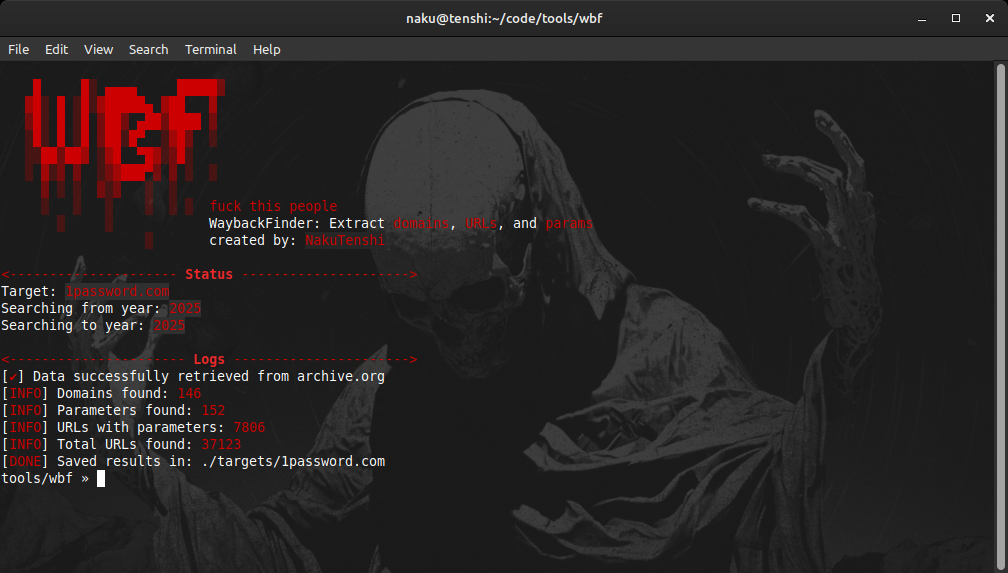 naku@tenshi:~/code/tools/wbf
File Edit View Search Terminal Help
WBF
fuck this people
WaybackFinder: Extract domains, URLs, and params
created by: NakuTenshi
<--------------------- Status --------------------->
Target: 1password.com
Searching from year: 2025
Searching to year: 2025
<---------------------- Logs ---------------------->
[✔] Data successfully retrieved from archive.org
[INFO] Domains found: 146
[INFO] Parameters found: 152
[INFO] URLs with parameters: 7806
[INFO] Total URLs found: 37123
[DONE] Saved results in: ./targets/1password.com
tools/wbf »